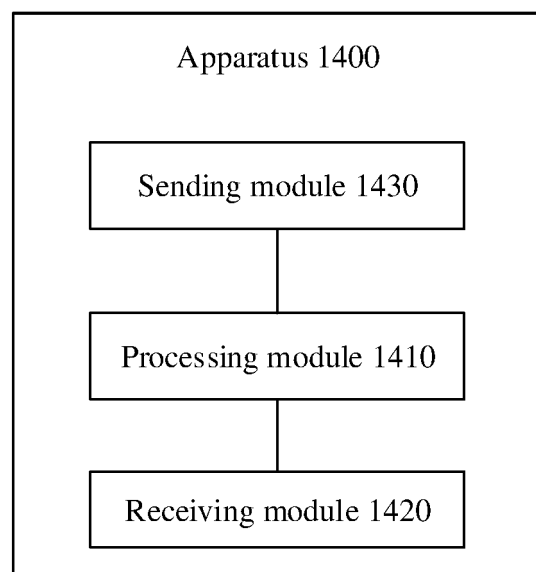 Apparatus 1400
Sending module 1430
Processing module 1410
Receiving module 1420